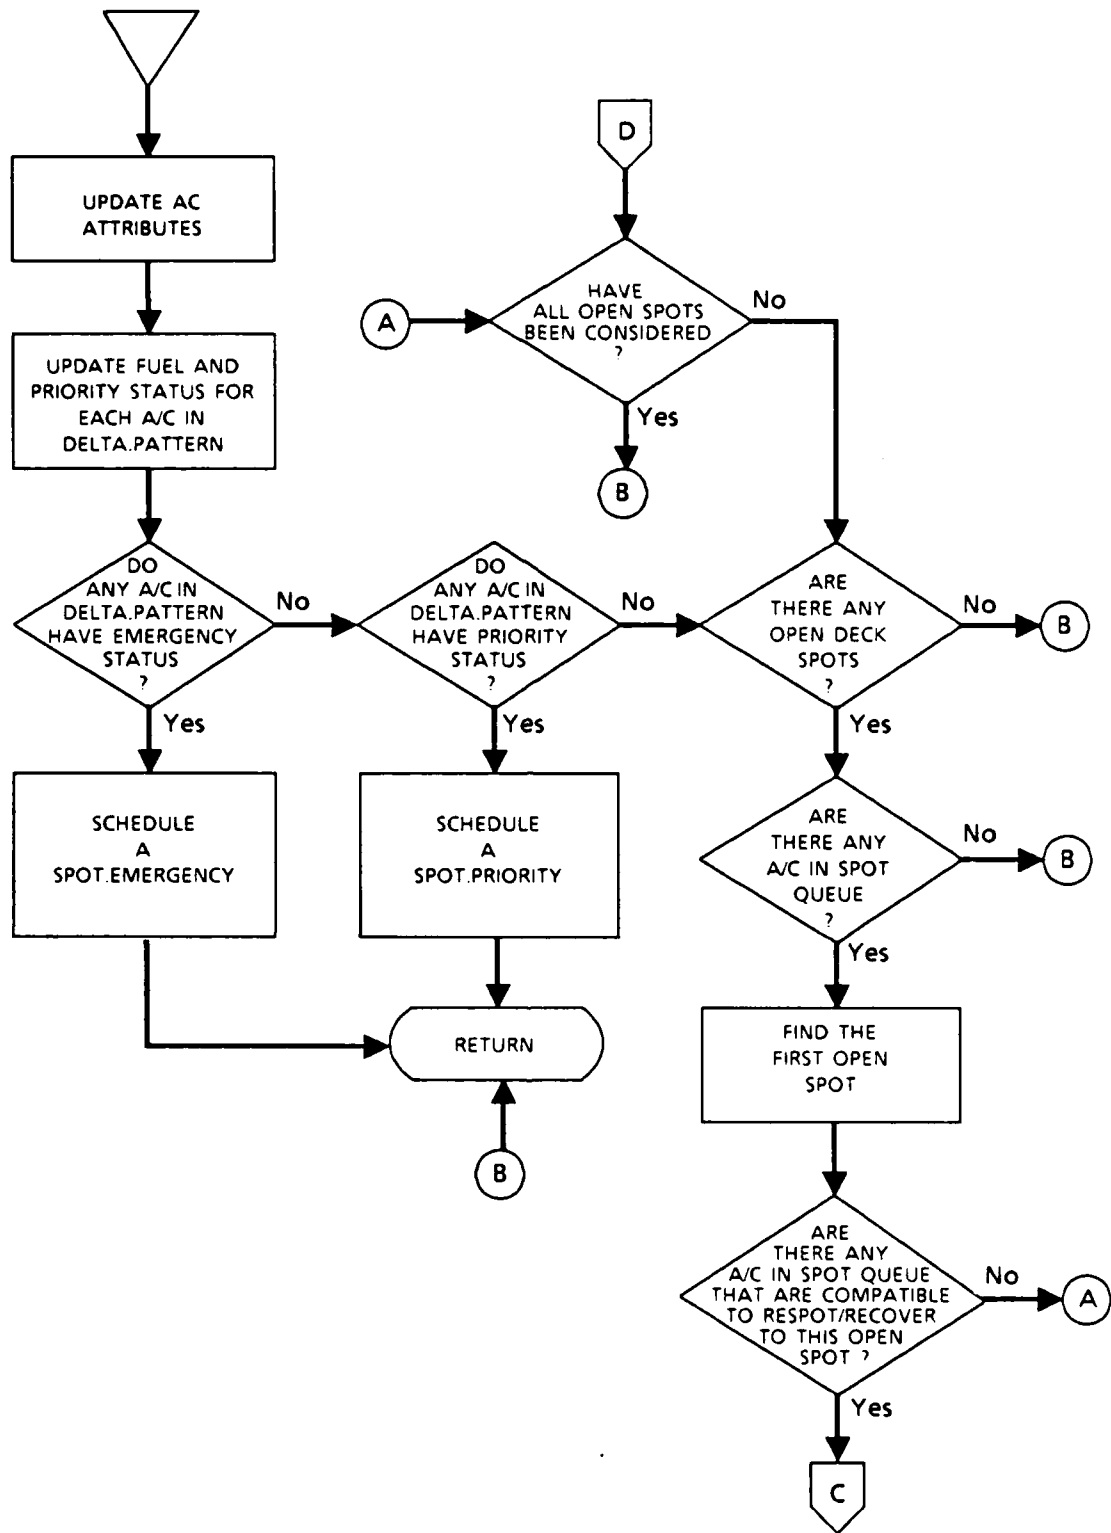 UPDATE AC
ATTRIBUTES
UPDATE FUEL AND
PRIORITY STATUS FOR
EACH A/C IN
DELTA.PATTERN
DO
ANY A/C IN
DELTA.PATTERN
HAVE EMERGENCY
STATUS
?
No
Yes
SCHEDULE
A
SPOT.EMERGENCY
DO
ANY A/C IN
DELTA.PATTERN
HAVE PRIORITY
STATUS
?
No
Yes
SCHEDULE
A
SPOT.PRIORITY
RETURN
B
D
A
HAVE
ALL OPEN SPOTS
BEEN CONSIDERED
?
No
Yes
B
ARE
THERE ANY
OPEN DECK
SPOTS
?
No
B
Yes
ARE
THERE ANY
A/C IN SPOT
QUEUE
?
No
B
Yes
FIND THE
FIRST OPEN
SPOT
ARE
THERE ANY
A/C IN SPOT QUEUE
THAT ARE COMPATIBLE
TO RESPOT/RECOVER
TO THIS OPEN
SPOT ?
No
A
Yes
C